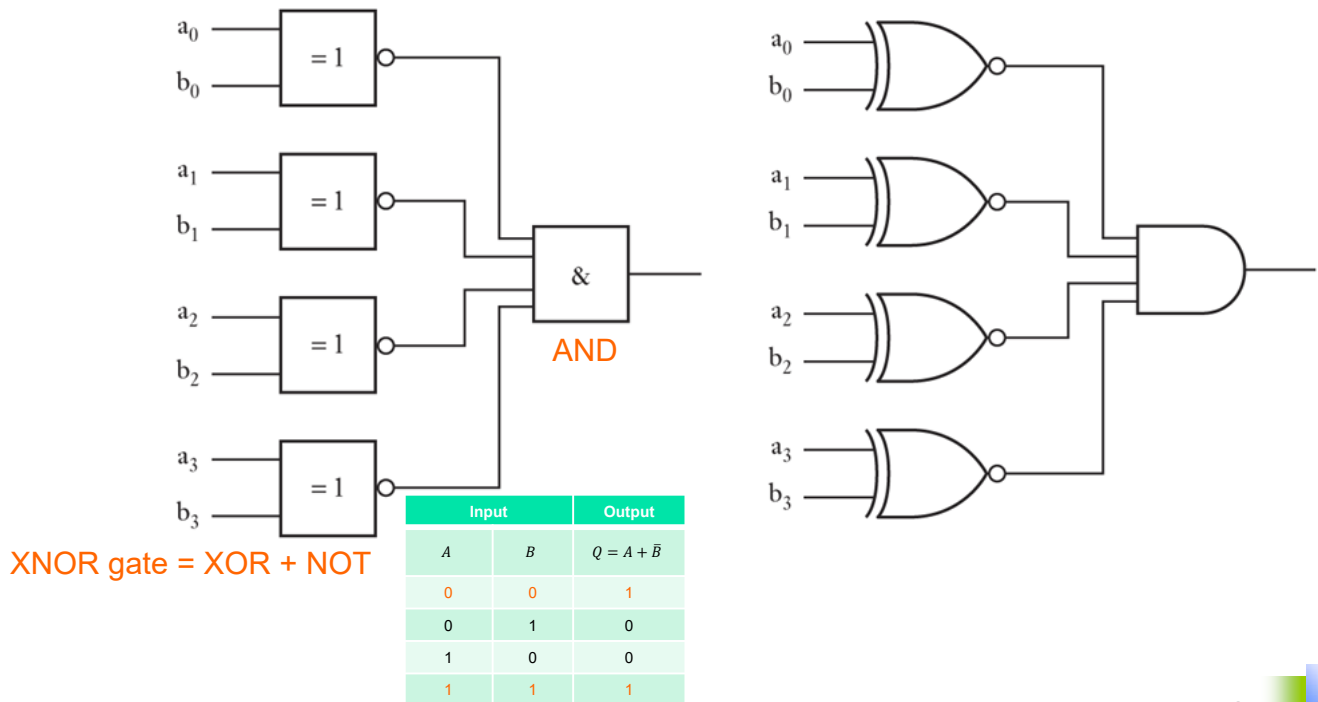 a₀
b₀
= 1
a₁
b₁
= 1
a₂
b₂
= 1
a₃
b₃
= 1
&
AND
XNOR gate = XOR + NOT
a₀
b₀
a₁
b₁
a₂
b₂
a₃
b₃
Input Output
A B Q = A + B̄
0 0 1
0 1 0
1 0 0
1 1 1